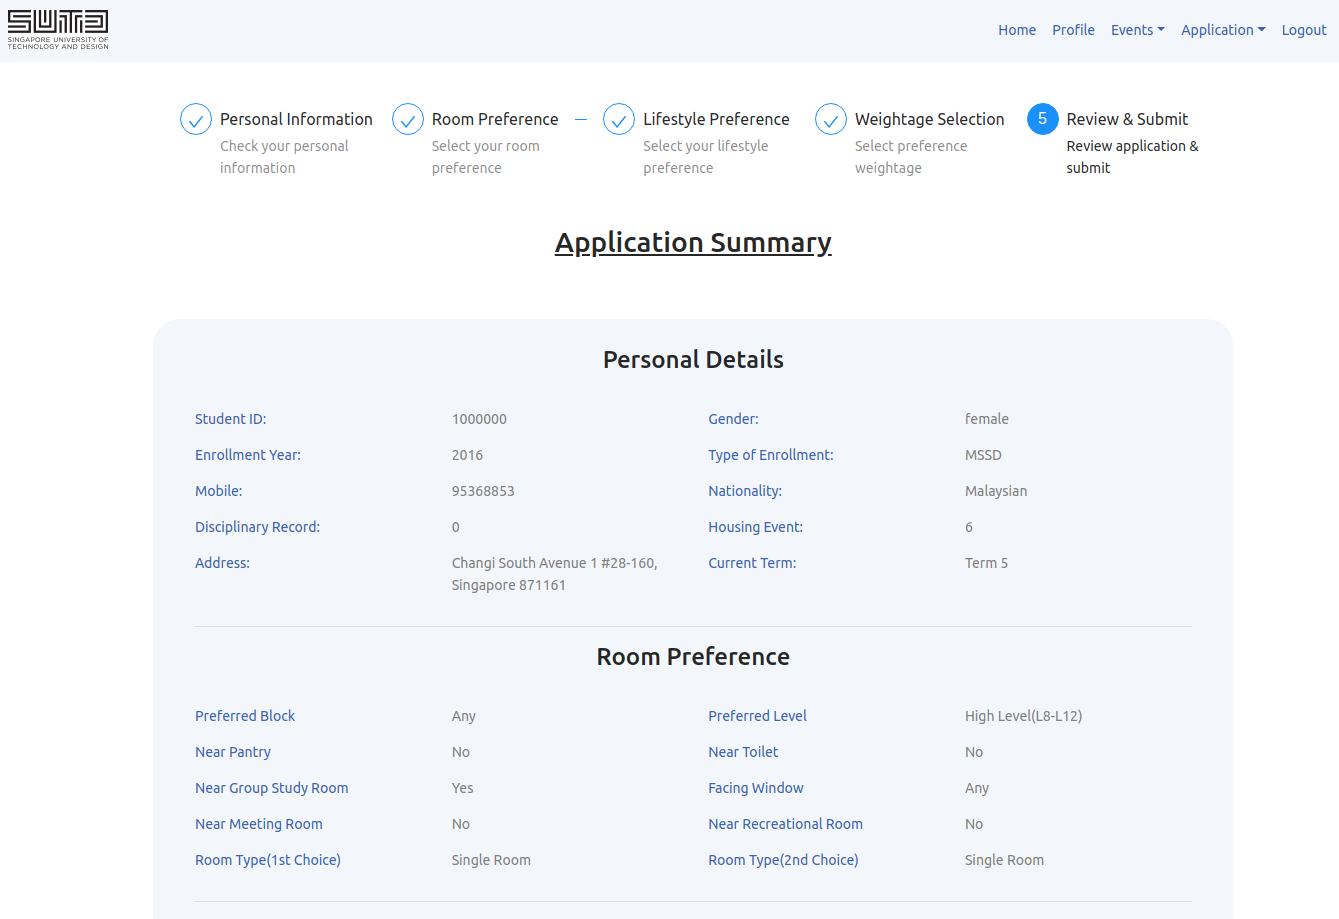 SUTD
SINGAPORE UNIVERSITY OF
TECHNOLOGY AND DESIGN
Home Profile Events Application Logout
Personal Information
Check your personal
information
Room Preference
Select your room
preference
Lifestyle Preference
Select your lifestyle
preference
Weightage Selection
Select preference
weightage
5 Review & Submit
Review application &
submit
Application Summary
Personal Details
Student ID: 1000000 Gender: female
Enrollment Year: 2016 Type of Enrollment: MSSD
Mobile: 95368853 Nationality: Malaysian
Disciplinary Record: 0 Housing Event: 6
Address: Changi South Avenue 1 #28-160, Current Term: Term 5
Singapore 871161
Room Preference
Preferred Block Any Preferred Level High Level(L8-L12)
Near Pantry No Near Toilet No
Near Group Study Room Yes Facing Window Any
Near Meeting Room No Near Recreational Room No
Room Type(1st Choice) Single Room Room Type(2nd Choice) Single Room